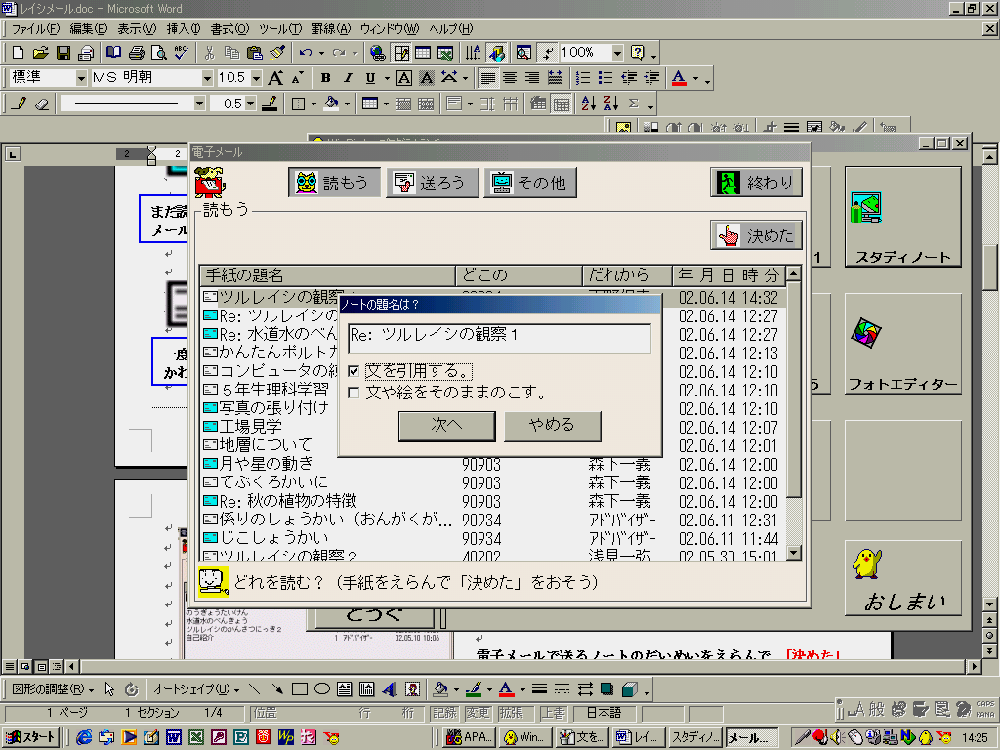 レイシメール.doc - Microsoft Word
ファイル(F) 編集(E) 表示(V) 挿入(I) 書式(O) ツール(T) 罫線(A) ウィンドウ(W) ヘルプ(H)
100%
標準 MS 明朝 10.5
0.5
電子メール
読もう 送ろう その他 終わり
読もう
決めた
手紙の題名 どこの だれから 年 月 日 時 分
ツルレイシの観察 02.06.14 14:32
Re: ツルレイシの 02.06.14 12:27
Re: 水道水のべん 02.06.14 12:27
かんたんボルトカ 02.06.14 12:13
コンピュータの練 02.06.14 12:10
５年生理科学習 02.06.14 12:10
写真の張り付け 02.06.14 12:10
工場見学 02.06.14 12:07
地層について 02.06.14 12:01
月や星の動き 90903 森下一義 02.06.14 12:00
てぶくろかいに 90903 森下一義 02.06.14 12:00
Re: 秋の植物の特徴 90903 森下一義 02.06.14 12:00
係りのしょうかい（おんがくが... 90934 ｱﾄﾞﾊﾞｲｻﾞｰ 02.06.11 12:31
じこしょうかい 90934 ｱﾄﾞﾊﾞｲｻﾞｰ 02.06.11 11:44
ツルレイシの観察２ 40202 浅見一弥 02.05.30 15:01
どれを読む？（手紙をえらんで「決めた」をおそう）
ノートの題名は？
Re: ツルレイシの観察１
文を引用する。
文や絵をそのままのこす。
次へ やめる
スタディノート
フォトエディター
おしまい
まだ読
メール
一度
かわ
とうぐ
のうぎょうたいけん
水道水のべんきょう
ツルレイシのかんさつにっき２
自己紹介 1 ｱﾄﾞﾊﾞｲｻﾞｰ 02.05.10 10:06
電子メールで送るノートのだいめいをえらんで、「決めた」
図形の調整(R) オートシェイプ(U)
1 ページ 1 セクション 1/4 位置 行 桁 記録 変更 拡張 上書 日本語
A 般 CAPS KANA
スタート APA... Win... 文を... レイ... スタディノ... メール... 14:25